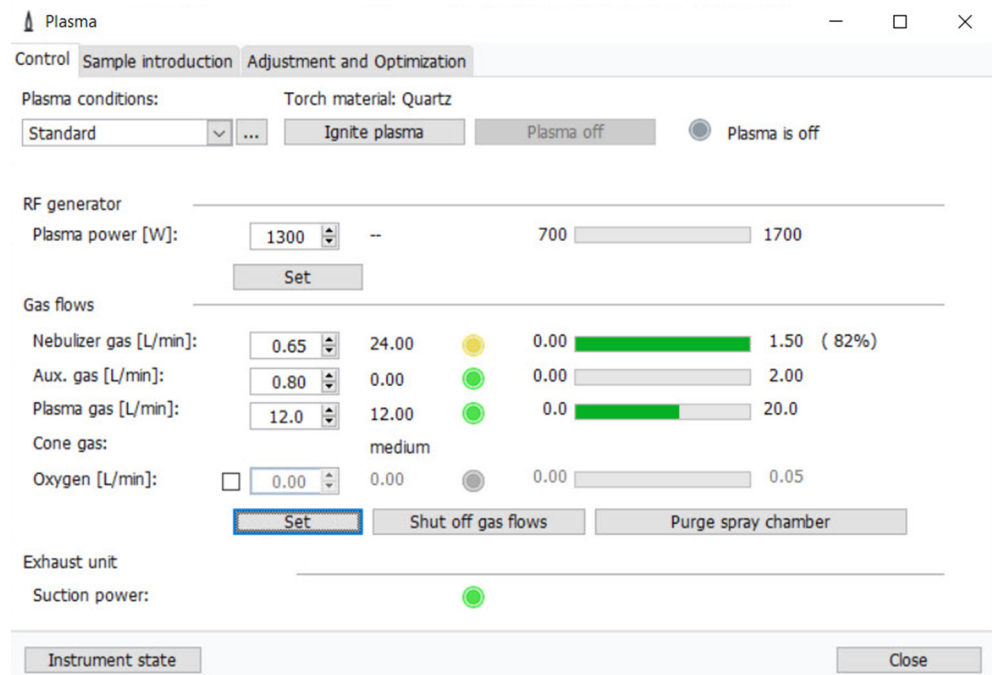 Plasma
Control Sample introduction Adjustment and Optimization
Plasma conditions: Torch material: Quartz
Standard ... Ignite plasma Plasma off Plasma is off
RF generator
Plasma power [W]: 1300 -- 700 1700
Set
Gas flows
Nebulizer gas [L/min]: 0.65 24.00 0.00 1.50 ( 82%)
Aux. gas [L/min]: 0.80 0.00 0.00 2.00
Plasma gas [L/min]: 12.0 12.00 0.0 20.0
Cone gas: medium
Oxygen [L/min]: 0.00 0.00 0.00 0.05
Set Shut off gas flows Purge spray chamber
Exhaust unit
Suction power:
Instrument state Close